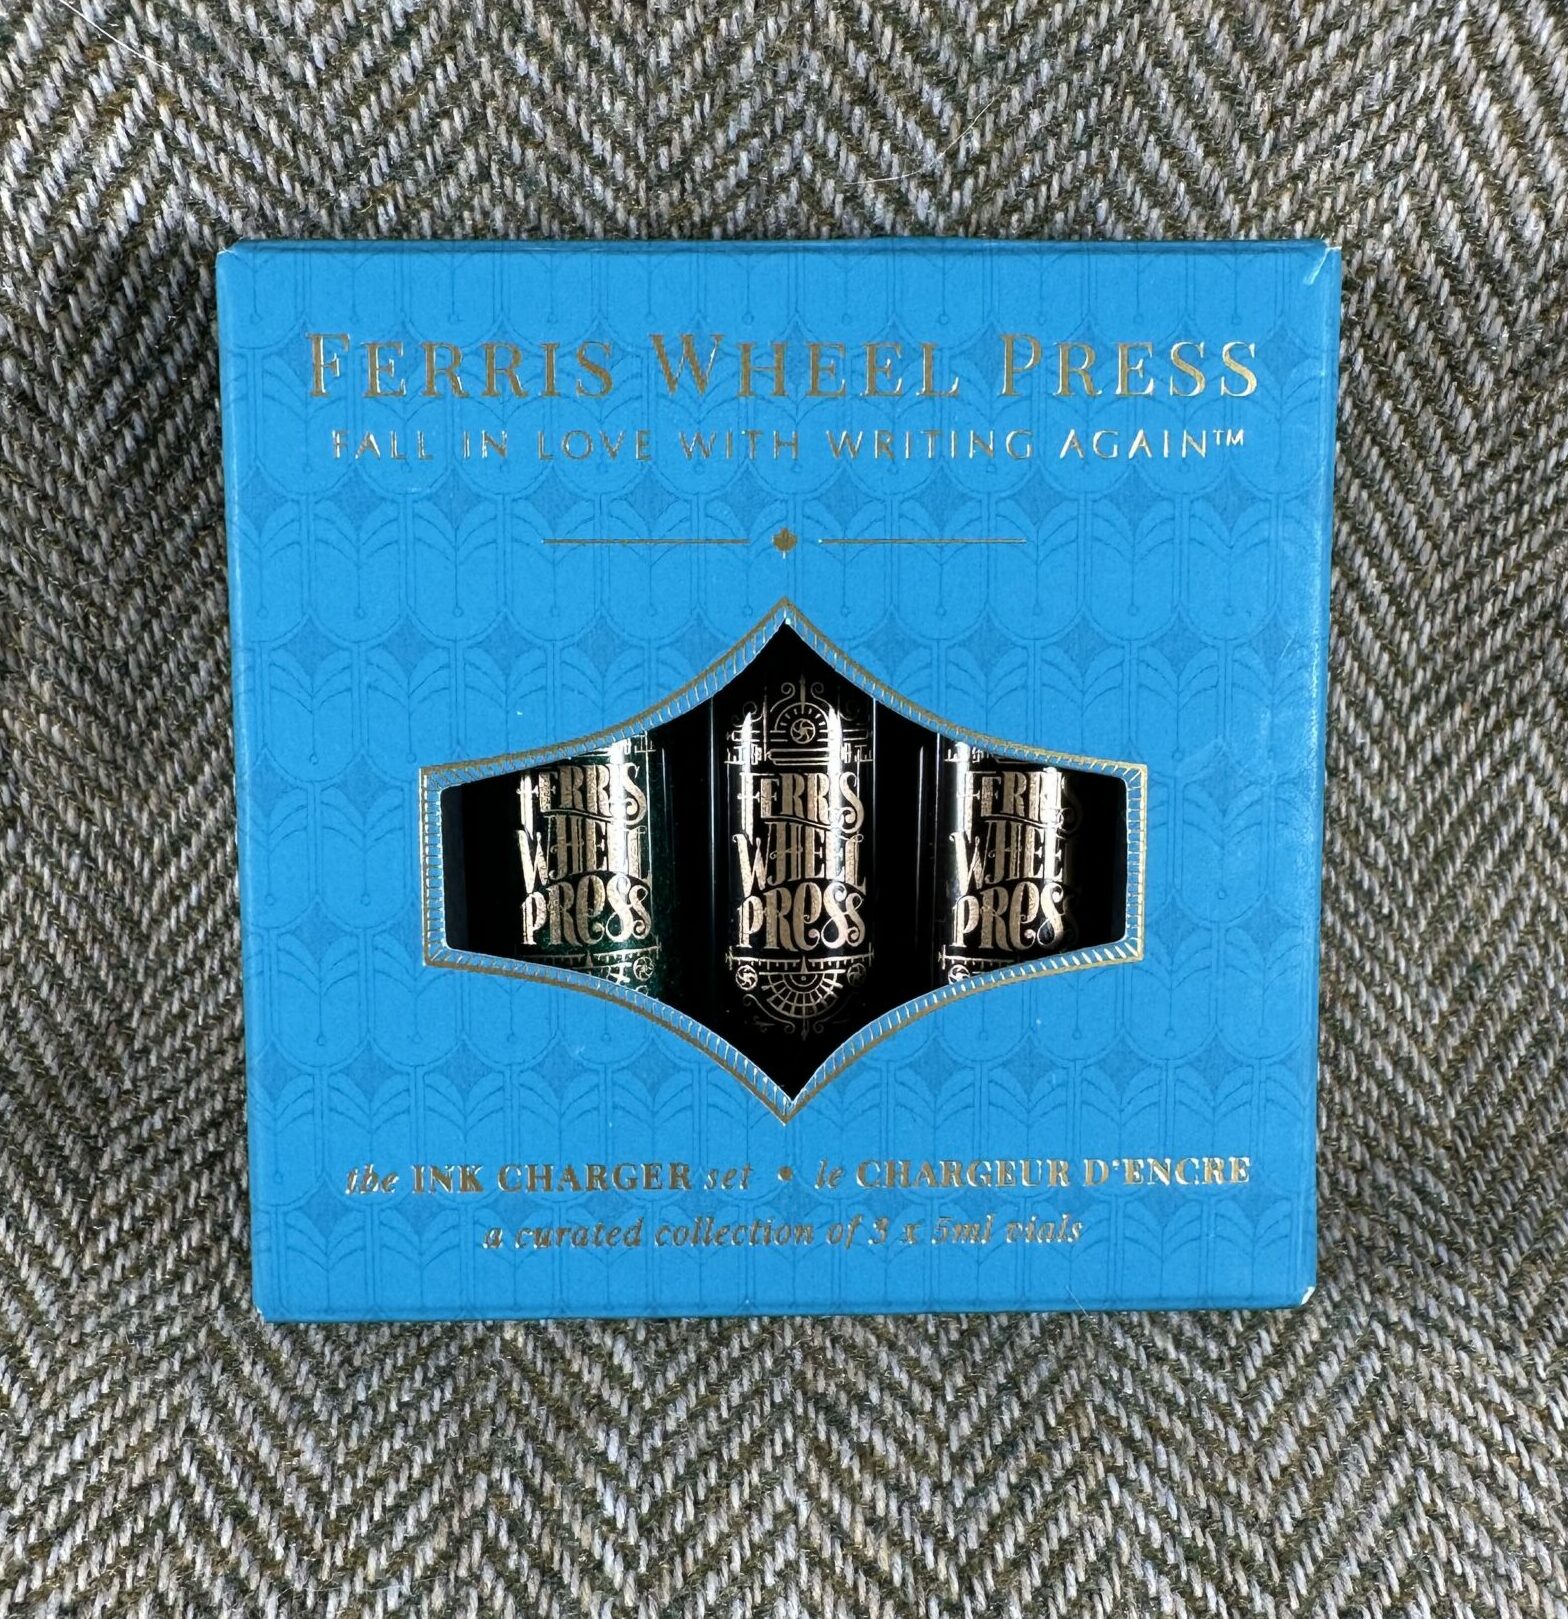 FERRIS WHEEL PRESS
FALL IN LOVE WITH WRITING AGAIN™
FERRIS
WHEEL
PRESS
FERRIS
WHEEL
PRESS
FERRIS
WHEEL
PRESS
the INK CHARGER set • le CHARGEUR D'ENCRE
a curated collection of 3 x 5ml vials